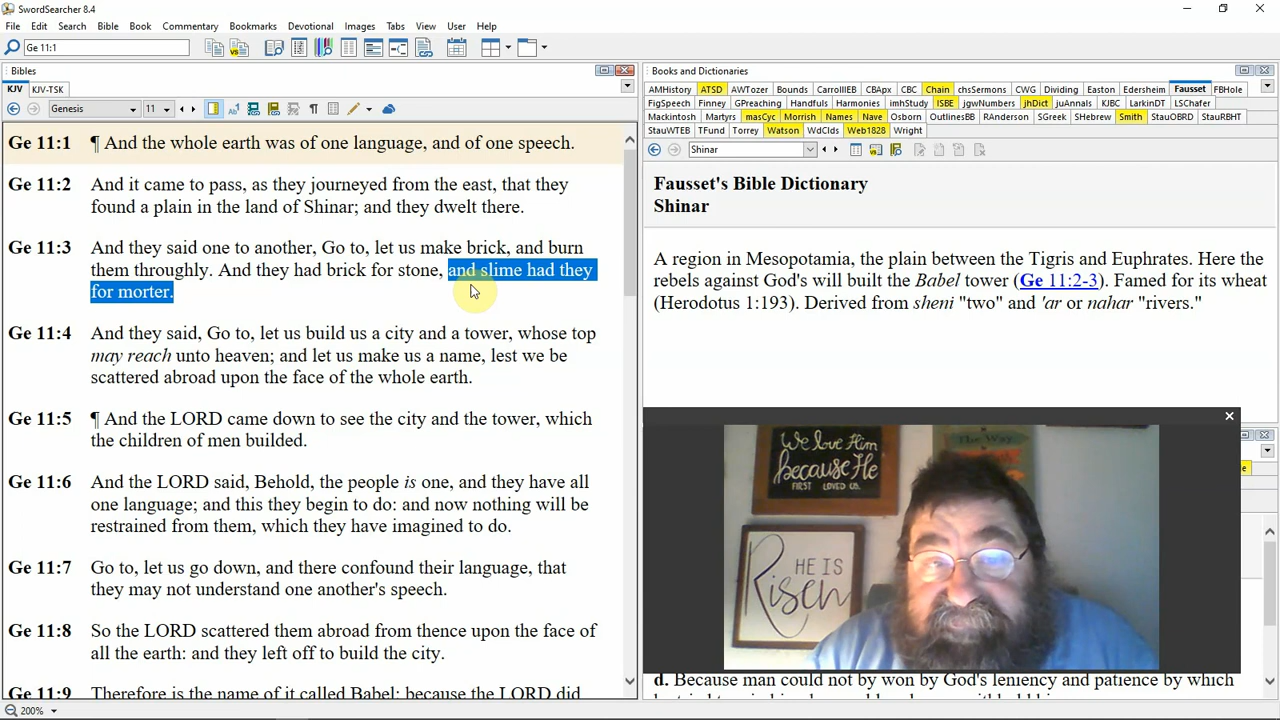 SwordSearcher 8.4
File Edit Search Bible Book Commentary Bookmarks Devotional Images Tabs View User Help
Ge 11:1
Bibles
KJV KJV-TSK
Genesis 11
Ge 11:1 ¶ And the whole earth was of one language, and of one speech.
Ge 11:2 And it came to pass, as they journeyed from the east, that they
found a plain in the land of Shinar; and they dwelt there.
Ge 11:3 And they said one to another, Go to, let us make brick, and burn
them throughly. And they had brick for stone, and slime had they
for morter.
Ge 11:4 And they said, Go to, let us build us a city and a tower, whose top
may reach unto heaven; and let us make us a name, lest we be
scattered abroad upon the face of the whole earth.
Ge 11:5 ¶ And the LORD came down to see the city and the tower, which
the children of men builded.
Ge 11:6 And the LORD said, Behold, the people is one, and they have all
one language; and this they begin to do: and now nothing will be
restrained from them, which they have imagined to do.
Ge 11:7 Go to, let us go down, and there confound their language, that
they may not understand one another's speech.
Ge 11:8 So the LORD scattered them abroad from thence upon the face of
all the earth: and they left off to build the city.
Ge 11:9 Therefore is the name of it called Babel; because the LORD did
200%
Books and Dictionaries
AMHistory ATSD AWTozer Bounds CarrollIEB CBApx CBC Chain chsSermons CWG Dividing Easton Edersheim Fausset FBHole
FigSpeech Finney GPreaching Handfuls Harmonies imhStudy ISBE jgwNumbers jhDict juAnnals KJBC LarkinDT LSChafer
Mackintosh Martyrs masCyc Morrish Names Nave Osborn OutlinesBB RAnderson SGreek SHebrew Smith StauOBRD StauRBHT
StauWTEB TFund Torrey Watson WdClds Web1828 Wright
Shinar
Fausset's Bible Dictionary
Shinar
A region in Mesopotamia, the plain between the Tigris and Euphrates. Here the
rebels against God's will built the Babel tower (Ge 11:2-3). Famed for its wheat
(Herodotus 1:193). Derived from sheni "two" and 'ar or nahar "rivers."
We love Him
because He
FIRST LOVED US.
The Way
HE IS
Risen
d. Because man could not by won by God's leniency and patience by which